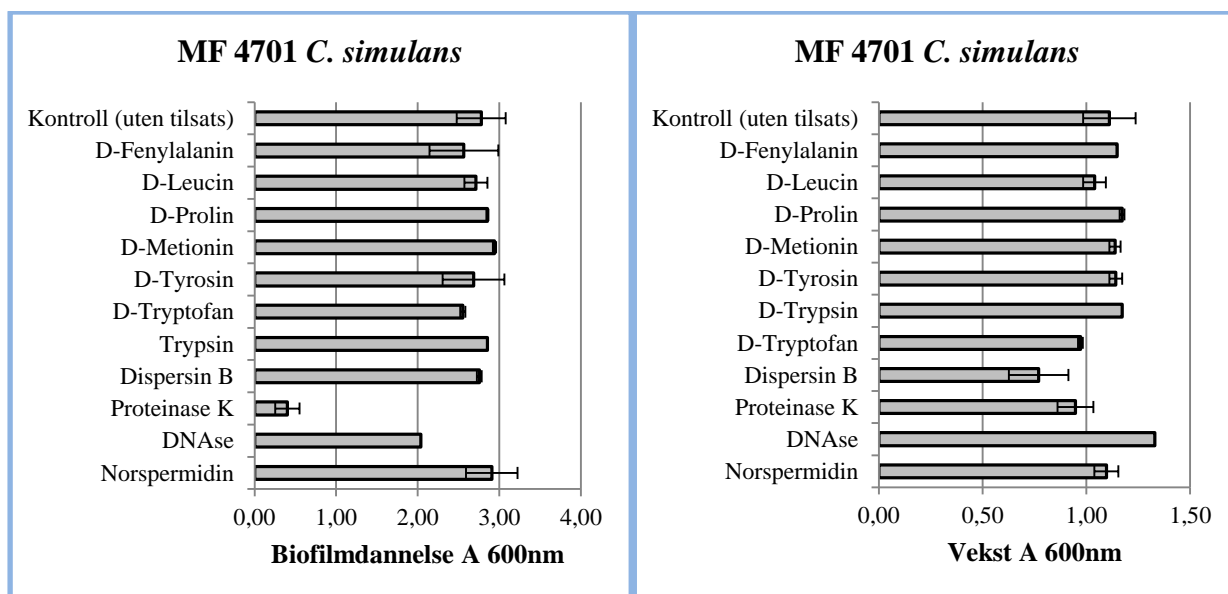 MF 4701 C. simulans
Kontroll (uten tilsats)
D-Fenylalanin
D-Leucin
D-Prolin
D-Metionin
D-Tyrosin
D-Tryptofan
Trypsin
Dispersin B
Proteinase K
DNAse
Norspermidin
0,00 1,00 2,00 3,00 4,00
Biofilmdannelse A 600nm
MF 4701 C. simulans
Kontroll (uten tilsats)
D-Fenylalanin
D-Leucin
D-Prolin
D-Metionin
D-Tyrosin
D-Trypsin
D-Tryptofan
Dispersin B
Proteinase K
DNAse
Norspermidin
0,00 0,50 1,00 1,50
Vekst A 600nm